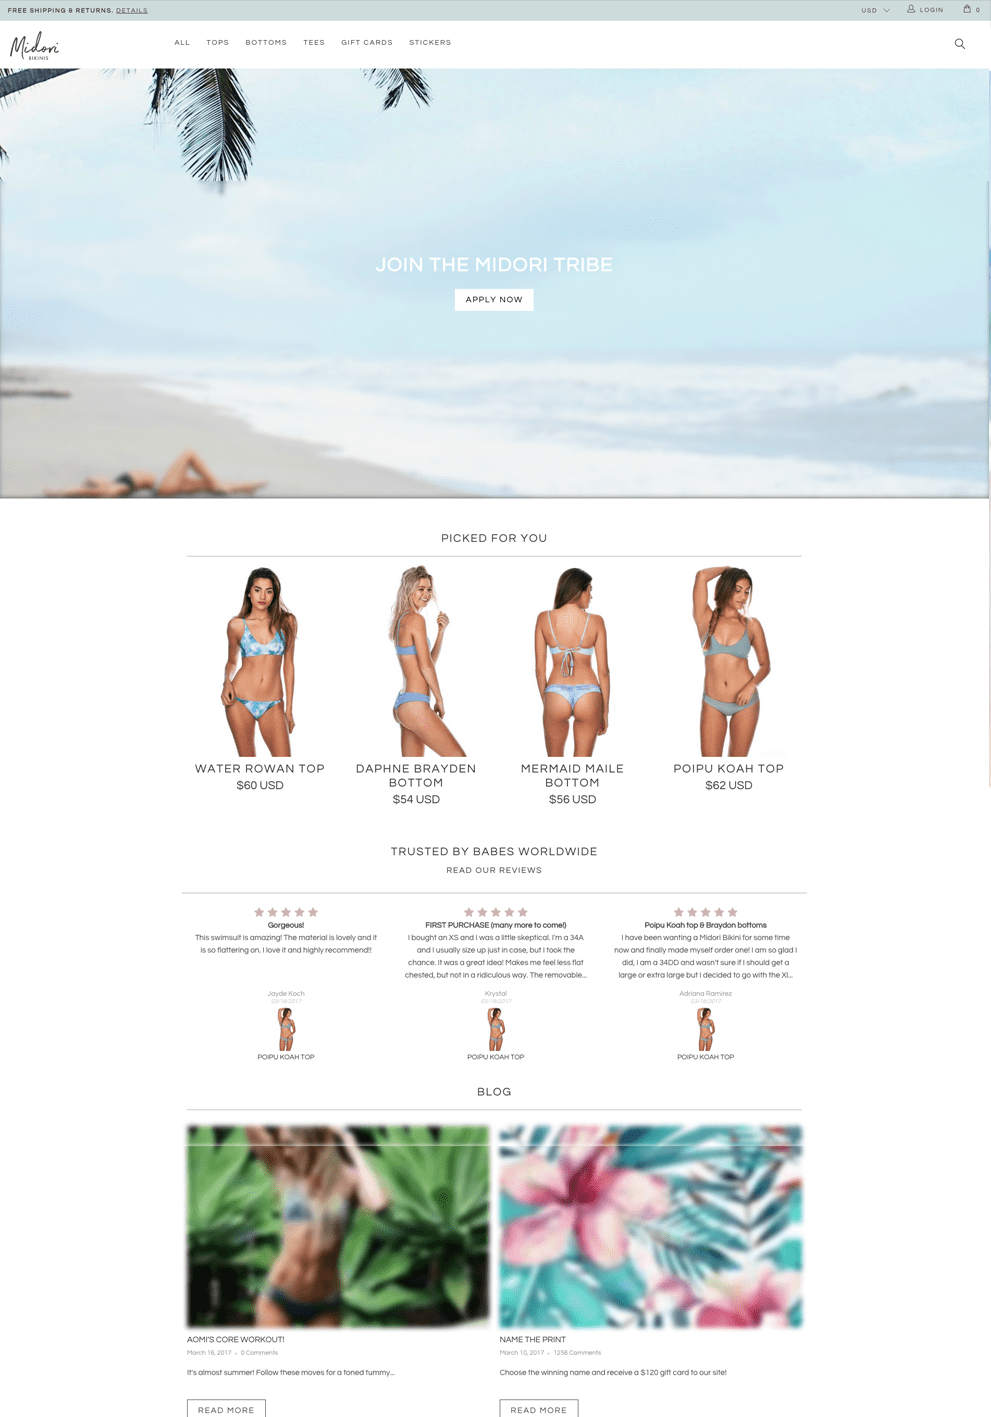 FREE SHIPPING & RETURNS. DETAILS
USD
LOGIN
0
Midori
BIKINIS
ALL TOPS BOTTOMS TEES GIFT CARDS STICKERS
JOIN THE MIDORI TRIBE
APPLY NOW
PICKED FOR YOU
WATER ROWAN TOP
$60 USD
DAPHNE BRAYDEN
BOTTOM
$54 USD
MERMAID MAILE
BOTTOM
$56 USD
POIPU KOAH TOP
$62 USD
TRUSTED BY BABES WORLDWIDE
READ OUR REVIEWS
Gorgeous!
This swimsuit is amazing! The material is lovely and it
is so flattering on. I love it and highly recommend!!
Jayde Koch
03/18/2017
POIPU KOAH TOP
FIRST PURCHASE (many more to come!)
I bought an XS and I was a little skeptical. I'm a 34A
and I usually size up just in case, but I took the
chance. It was a great idea! Makes me feel less flat
chested, but not in a ridiculous way. The removable...
Krystal
03/18/2017
POIPU KOAH TOP
Poipu Koah top & Braydon bottoms
I have been wanting a Midori Bikini for some time
now and finally made myself order one! I am so glad I
did, I am a 34DD and wasn't sure if I should get a
large or extra large but I decided to go with the Xl...
Adriana Ramirez
03/18/2017
POIPU KOAH TOP
BLOG
AOMI'S CORE WORKOUT!
March 16, 2017 • 0 Comments
It's almost summer! Follow these moves for a toned tummy...
READ MORE
NAME THE PRINT
March 10, 2017 • 1256 Comments
Choose the winning name and receive a $120 gift card to our site!
READ MORE